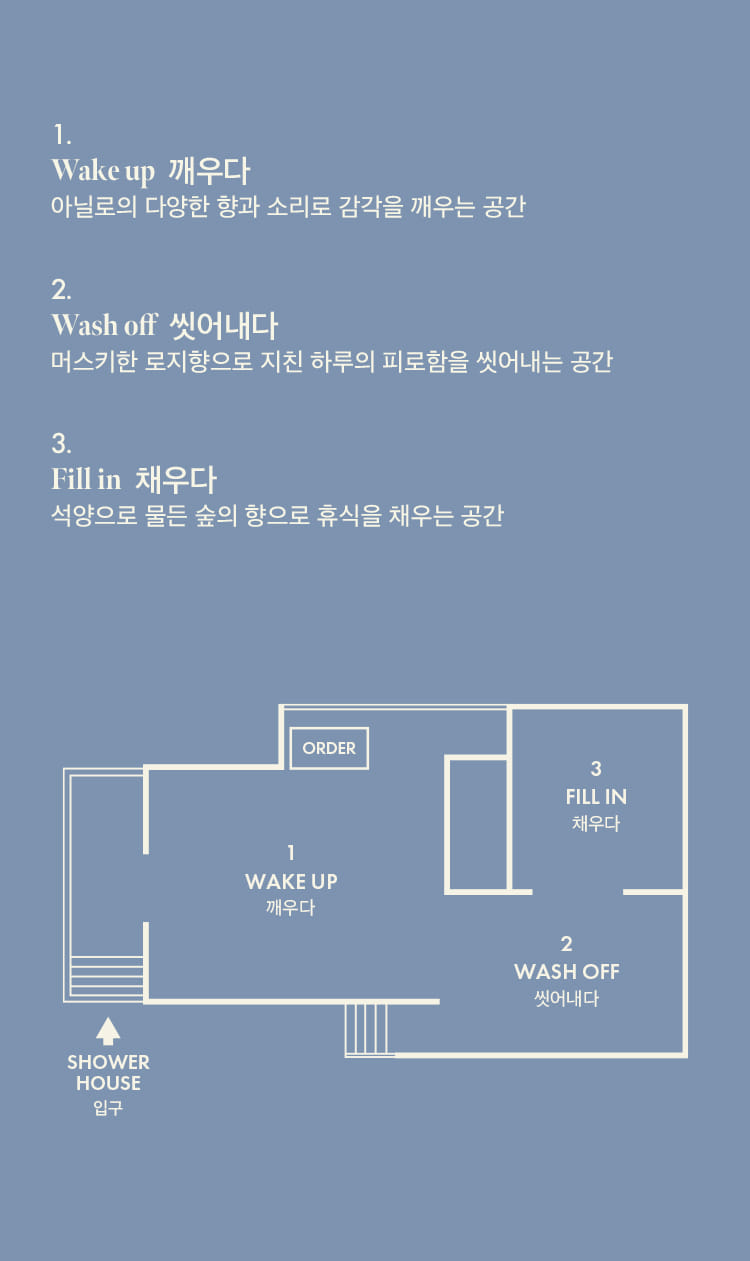 1.
Wake up 깨우다
아닐로의 다양한 향과 소리로 감각을 깨우는 공간
2.
Wash off 씻어내다
머스키한 로지향으로 지친 하루의 피로함을 씻어내는 공간
3.
Fill in 채우다
석양으로 물든 숲의 향으로 휴식을 채우는 공간
ORDER
3
FILL IN
채우다
1
WAKE UP
깨우다
2
WASH OFF
씻어내다
SHOWER
HOUSE
입구